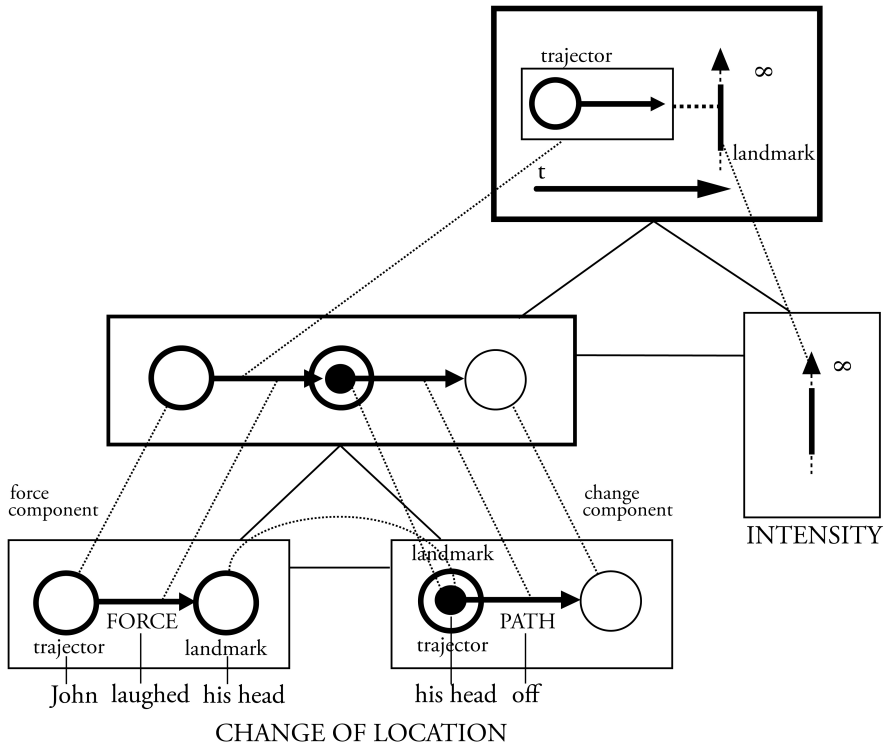 trajector
∞
landmark
t
∞
force
component
change
component
INTENSITY
landmark
FORCE
PATH
trajector
landmark
trajector
John laughed his head
his head off
CHANGE OF LOCATION